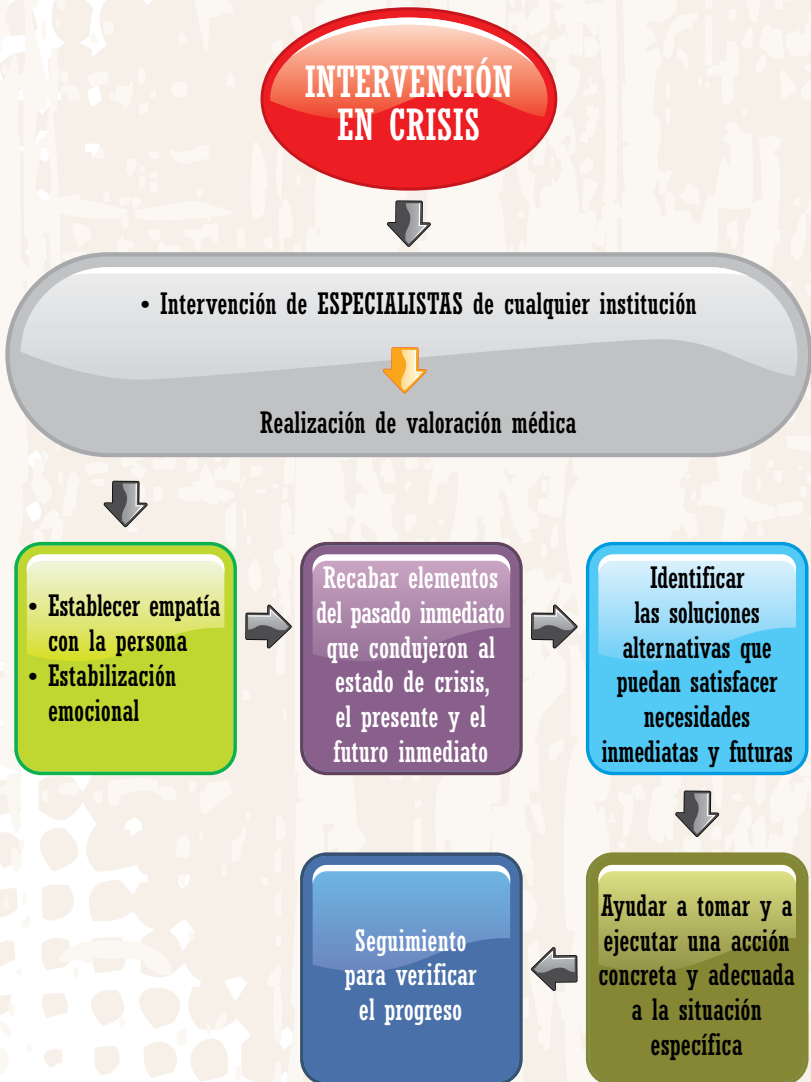 INTERVENCIÓN
EN CRISIS
• Intervención de ESPECIALISTAS de cualquier institución
Realización de valoración médica
• Establecer empatía
con la persona
• Estabilización
emocional
Recabar elementos
del pasado inmediato
que condujeron al
estado de crisis,
el presente y el
futuro inmediato
Identificar
las soluciones
alternativas que
puedan satisfacer
necesidades
inmediatas y futuras
Ayudar a tomar y a
ejecutar una acción
concreta y adecuada
a la situación
específica
Seguimiento
para verificar
el progreso